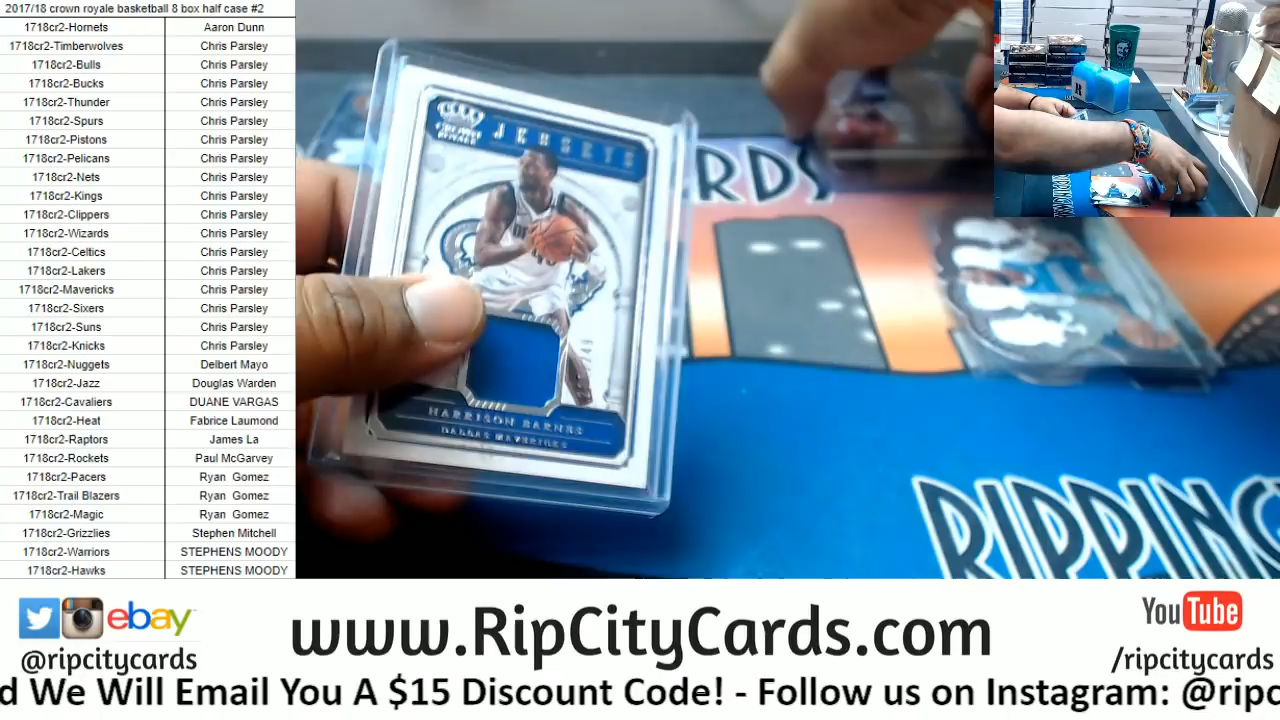 2017/18 crown royale basketball 8 box half case #2
1718cr2-Hornets Aaron Dunn
1718cr2-Timberwolves Chris Parsley
1718cr2-Bulls Chris Parsley
1718cr2-Bucks Chris Parsley
1718cr2-Thunder Chris Parsley
1718cr2-Spurs Chris Parsley
1718cr2-Pistons Chris Parsley
1718cr2-Pelicans Chris Parsley
1718cr2-Nets Chris Parsley
1718cr2-Kings Chris Parsley
1718cr2-Clippers Chris Parsley
1718cr2-Wizards Chris Parsley
1718cr2-Celtics Chris Parsley
1718cr2-Lakers Chris Parsley
1718cr2-Mavericks Chris Parsley
1718cr2-Sixers Chris Parsley
1718cr2-Suns Chris Parsley
1718cr2-Knicks Chris Parsley
1718cr2-Nuggets Delbert Mayo
1718cr2-Jazz Douglas Warden
1718cr2-Cavaliers DUANE VARGAS
1718cr2-Heat Fabrice Laumond
1718cr2-Raptors James La
1718cr2-Rockets Paul McGarvey
1718cr2-Pacers Ryan Gomez
1718cr2-Trail Blazers Ryan Gomez
1718cr2-Magic Ryan Gomez
1718cr2-Grizzlies Stephen Mitchell
1718cr2-Warriors STEPHENS MOODY
1718cr2-Hawks STEPHENS MOODY
CROWN
ROYALE
JERSEYS
HARRISON BARNES
DALLAS MAVERICKS
RDS
RIPPING
ebay
@ripcitycards
www.RipCityCards.com
YouTube
/ripcitycards
d We Will Email You A $15 Discount Code! - Follow us on Instagram: @ripc